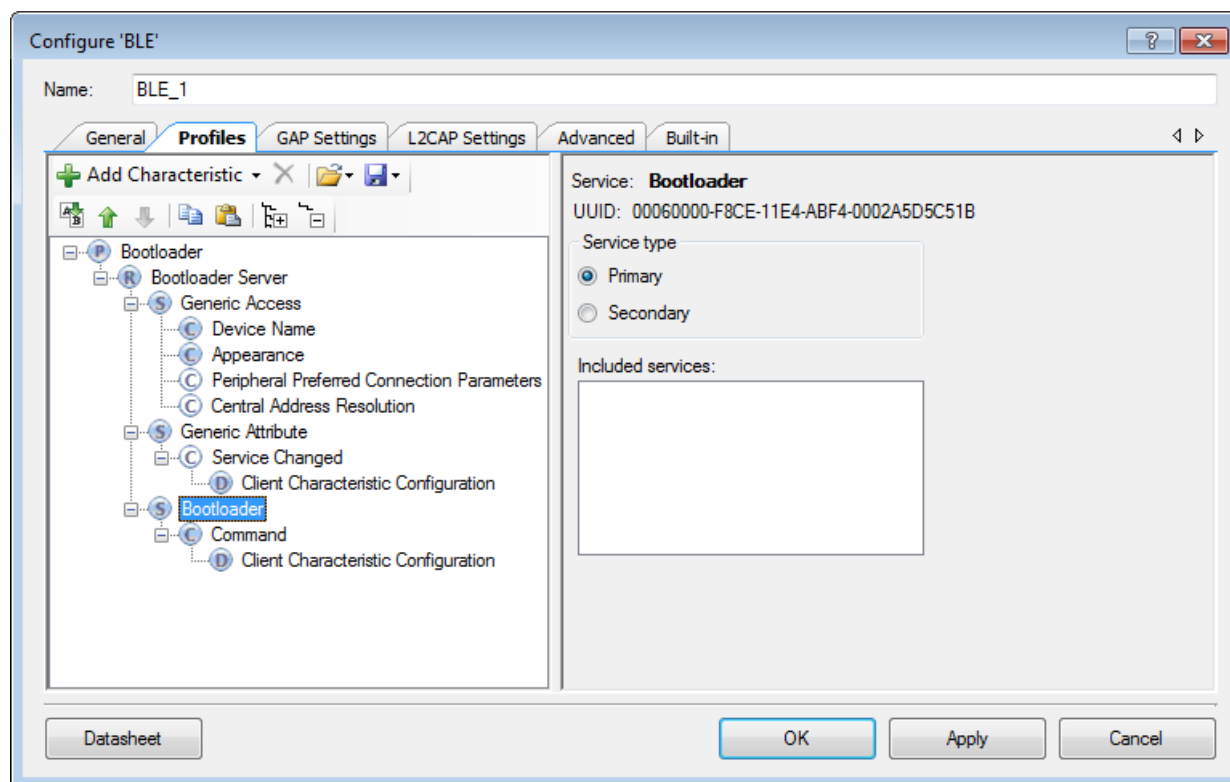 Configure 'BLE'
Name: BLE_1
General Profiles GAP Settings L2CAP Settings Advanced Built-in
Add Characteristic
Service: Bootloader
UUID: 00060000-F8CE-11E4-ABF4-0002A5D5C51B
Service type
Primary
Secondary
Included services:
P Bootloader
R Bootloader Server
S Generic Access
C Device Name
C Appearance
C Peripheral Preferred Connection Parameters
C Central Address Resolution
S Generic Attribute
C Service Changed
D Client Characteristic Configuration
S Bootloader
C Command
D Client Characteristic Configuration
Datasheet OK Apply Cancel